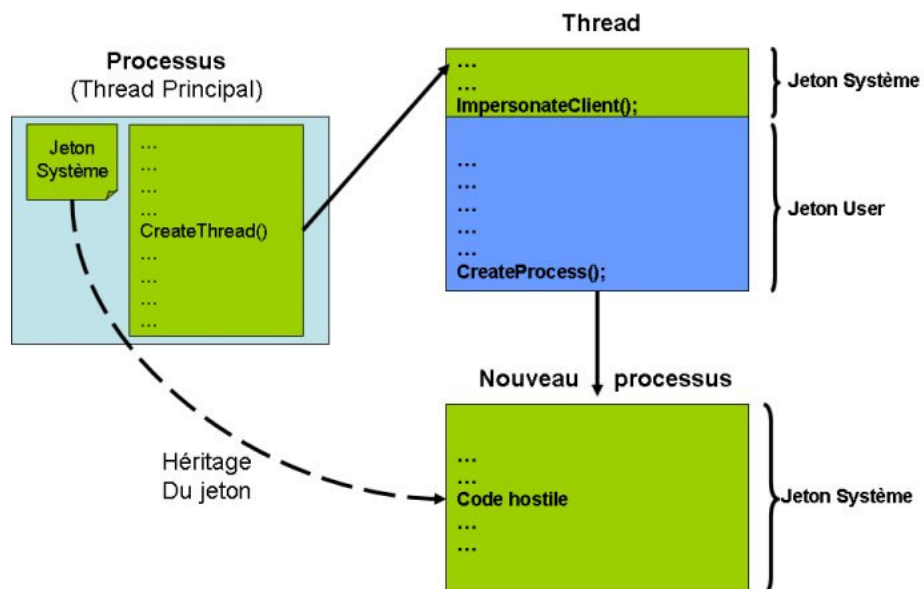 Processus
(Thread Principal)
Jeton
Système
…
…
…
…
CreateThread()
…
…
…
…
Thread
…
…
ImpersonateClient();
Jeton Système
…
…
…
…
…
CreateProcess();
Jeton User
Nouveau processus
Héritage
Du jeton
…
…
Code hostile
…
…
Jeton Système